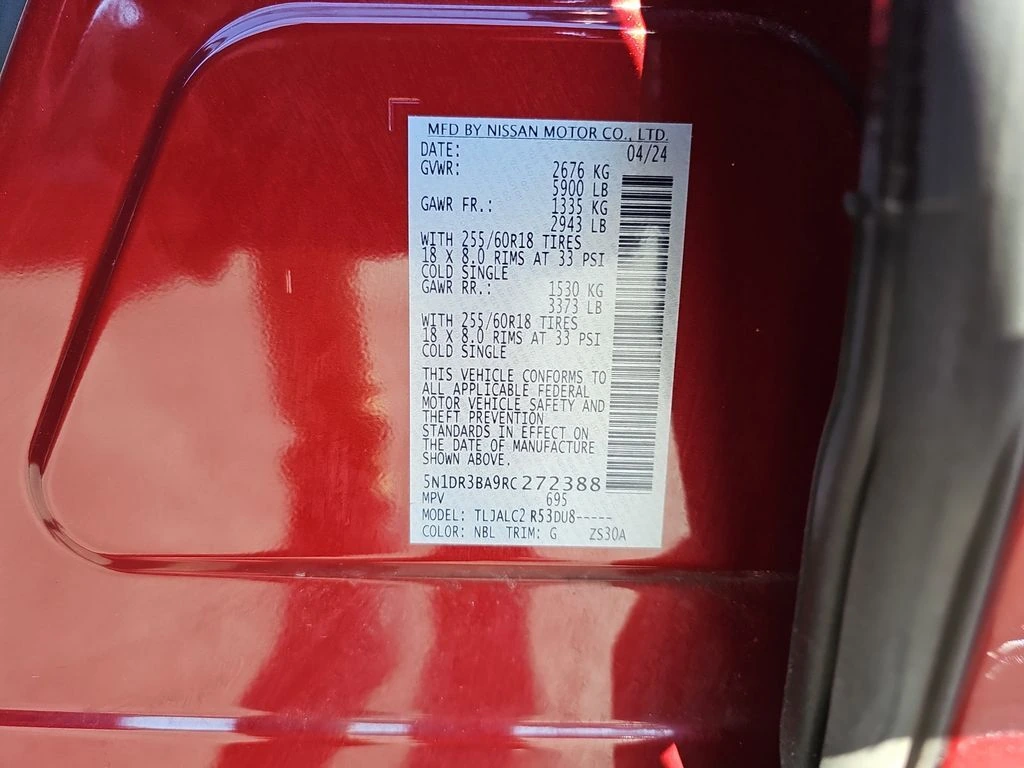 MFD BY NISSAN MOTOR CO., LTD.
DATE: 04/24
GVWR: 2676 KG
5900 LB
GAWR FR.: 1335 KG
2943 LB
WITH 255/60R18 TIRES
18 X 8.0 RIMS AT 33 PSI
COLD SINGLE
GAWR RR.: 1530 KG
3373 LB
WITH 255/60R18 TIRES
18 X 8.0 RIMS AT 33 PSI
COLD SINGLE
THIS VEHICLE CONFORMS TO
ALL APPLICABLE FEDERAL
MOTOR VEHICLE SAFETY AND
THEFT PREVENTION
STANDARDS IN EFFECT ON
THE DATE OF MANUFACTURE
SHOWN ABOVE.
5N1DR3BA9RC272388
MPV 695
MODEL: TLJALC2 R53DU8-----
COLOR: NBL TRIM: G ZS30A